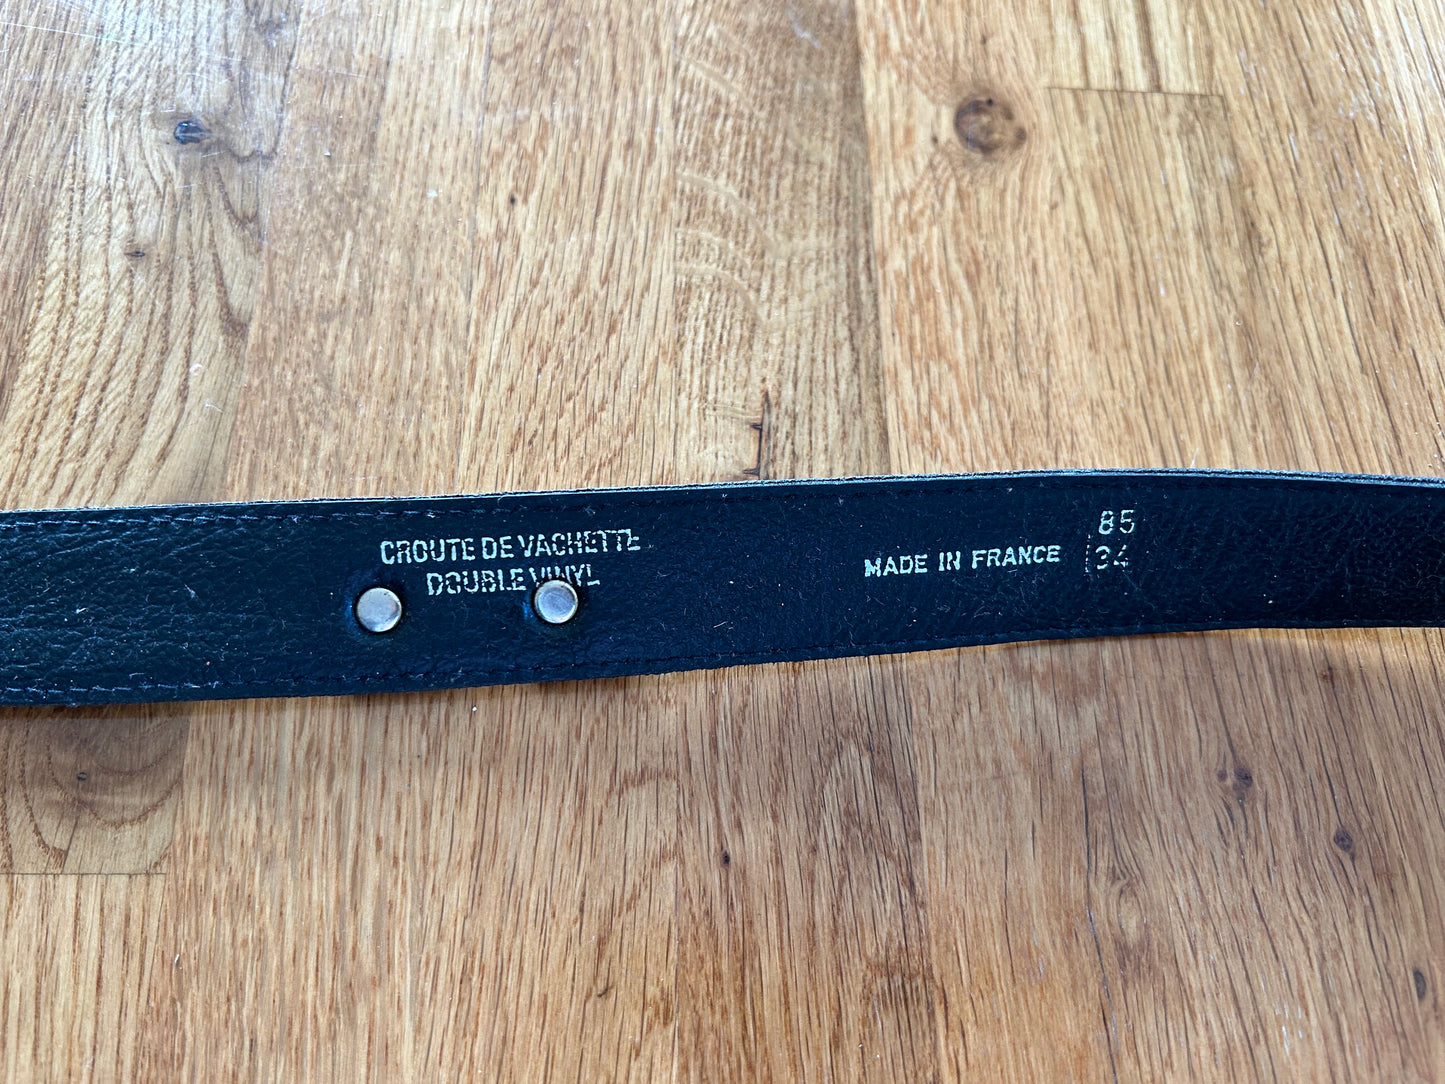 CROUTE DE VACHETTE
DOUBLE VINYL
MADE IN FRANCE
85
34